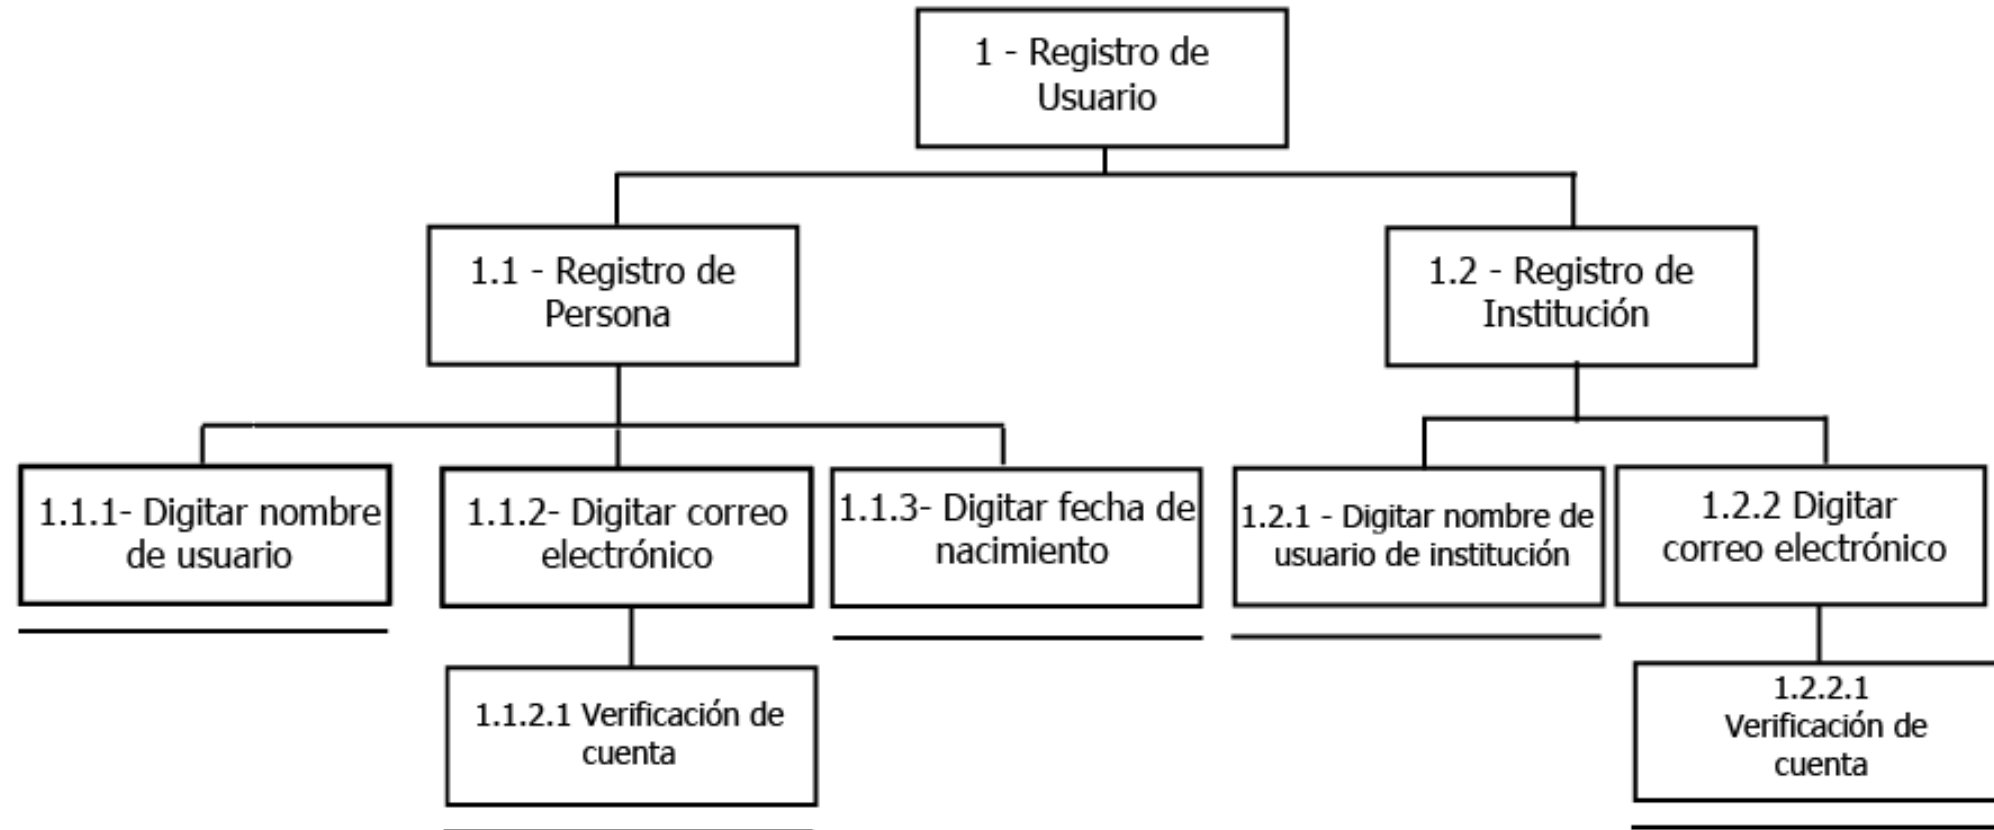 1 - Registro de
Usuario
1.1 - Registro de
Persona
1.2 - Registro de
Institución
1.1.1- Digitar nombre
de usuario
1.1.2- Digitar correo
electrónico
1.1.3- Digitar fecha de
nacimiento
1.2.1 - Digitar nombre de
usuario de institución
1.2.2 Digitar
correo electrónico
1.1.2.1 Verificación de
cuenta
1.2.2.1
Verificación de
cuenta